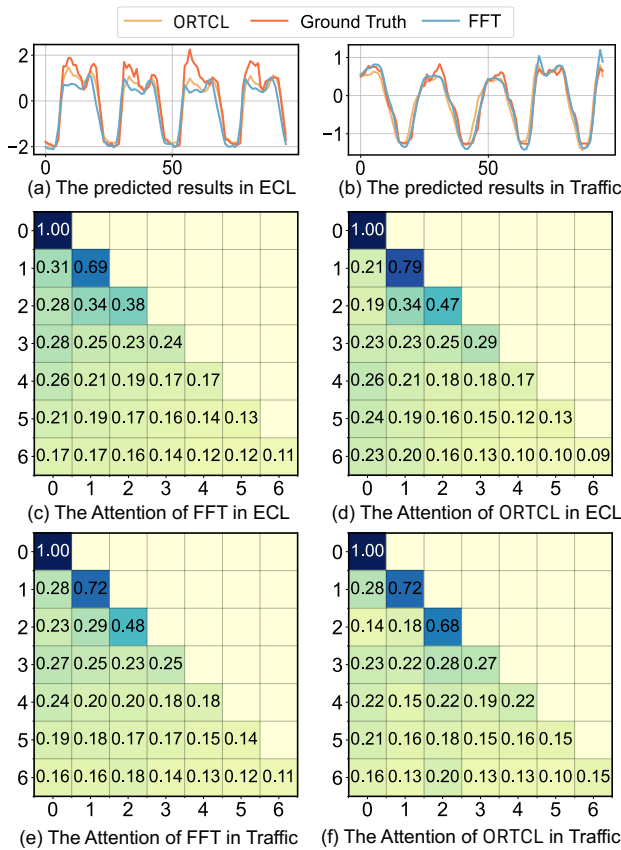 ORTCL Ground Truth FFT
2
0
−2
0 50
(a) The predicted results in ECL
1
0
−1
0 50
(b) The predicted results in Traffic
0 1.00
1 0.31 0.69
2 0.28 0.34 0.38
3 0.28 0.25 0.23 0.24
4 0.26 0.21 0.19 0.17 0.17
5 0.21 0.19 0.17 0.16 0.14 0.13
6 0.17 0.17 0.16 0.14 0.12 0.12 0.11
0 1 2 3 4 5 6
(c) The Attention of FFT in ECL
0 1.00
1 0.21 0.79
2 0.19 0.34 0.47
3 0.23 0.23 0.25 0.29
4 0.26 0.21 0.18 0.18 0.17
5 0.24 0.19 0.16 0.15 0.12 0.13
6 0.23 0.20 0.16 0.13 0.10 0.10 0.09
0 1 2 3 4 5 6
(d) The Attention of ORTCL in ECL
0 1.00
1 0.28 0.72
2 0.23 0.29 0.48
3 0.27 0.25 0.23 0.25
4 0.24 0.20 0.20 0.18 0.18
5 0.19 0.18 0.17 0.17 0.15 0.14
6 0.16 0.16 0.18 0.14 0.13 0.12 0.11
0 1 2 3 4 5 6
(e) The Attention of FFT in Traffic
0 1.00
1 0.28 0.72
2 0.14 0.18 0.68
3 0.23 0.22 0.28 0.27
4 0.22 0.15 0.22 0.19 0.22
5 0.21 0.16 0.18 0.15 0.16 0.15
6 0.16 0.13 0.20 0.13 0.13 0.10 0.15
0 1 2 3 4 5 6
(f) The Attention of ORTCL in Traffic